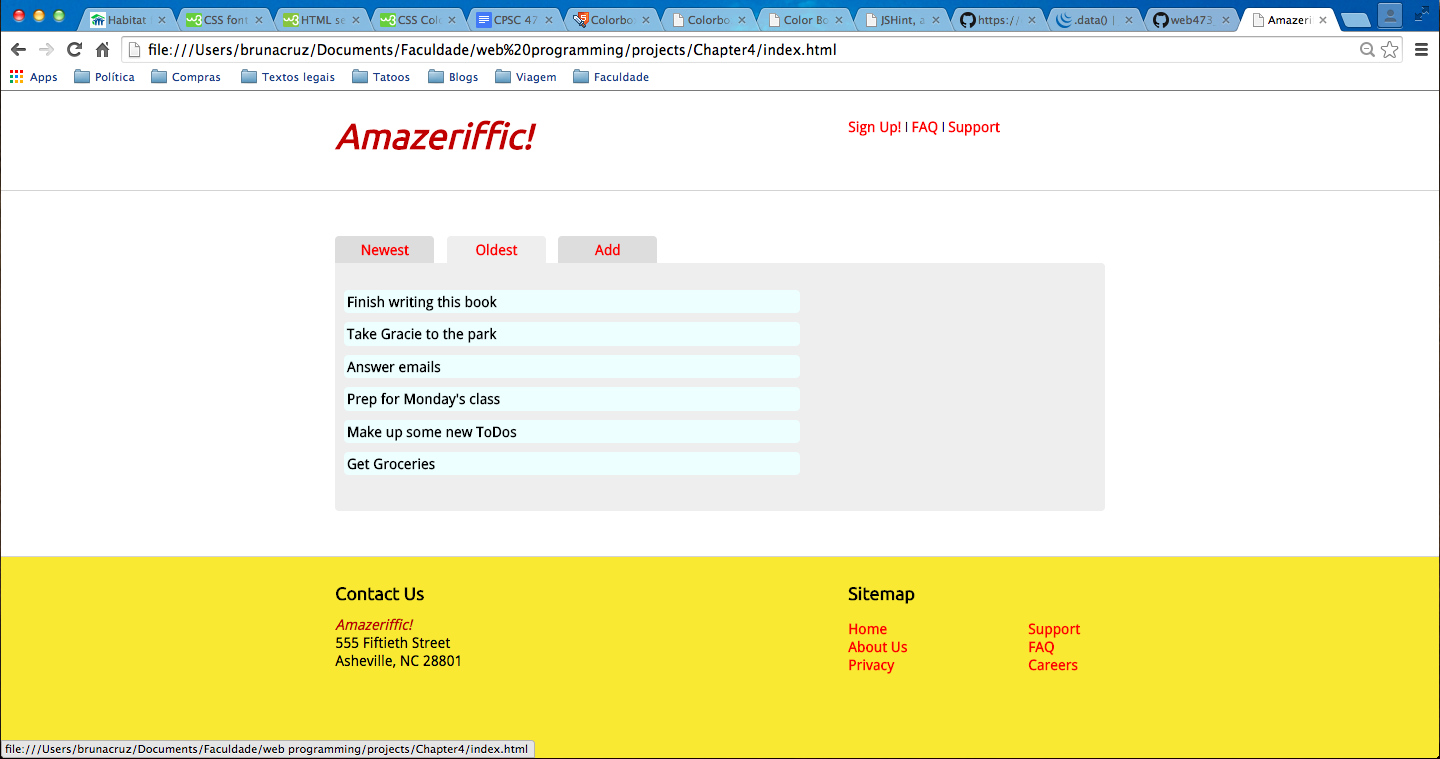 Habitat CSS font HTML se CSS Colo CPSC 47 Colorbo Colorbo Color Bo JSHint, a https:/ .data() | web473 Amazeri
file:///Users/brunacruz/Documents/Faculdade/web%20programming/projects/Chapter4/index.html
Apps Política Compras Textos legais Tatoos Blogs Viagem Faculdade
Amazeriffic!
Sign Up! | FAQ | Support
Newest Oldest Add
Finish writing this book
Take Gracie to the park
Answer emails
Prep for Monday's class
Make up some new ToDos
Get Groceries
Contact Us
Amazeriffic!
555 Fiftieth Street
Asheville, NC 28801
Sitemap
Home Support
About Us FAQ
Privacy Careers
file:///Users/brunacruz/Documents/Faculdade/web programming/projects/Chapter4/index.html